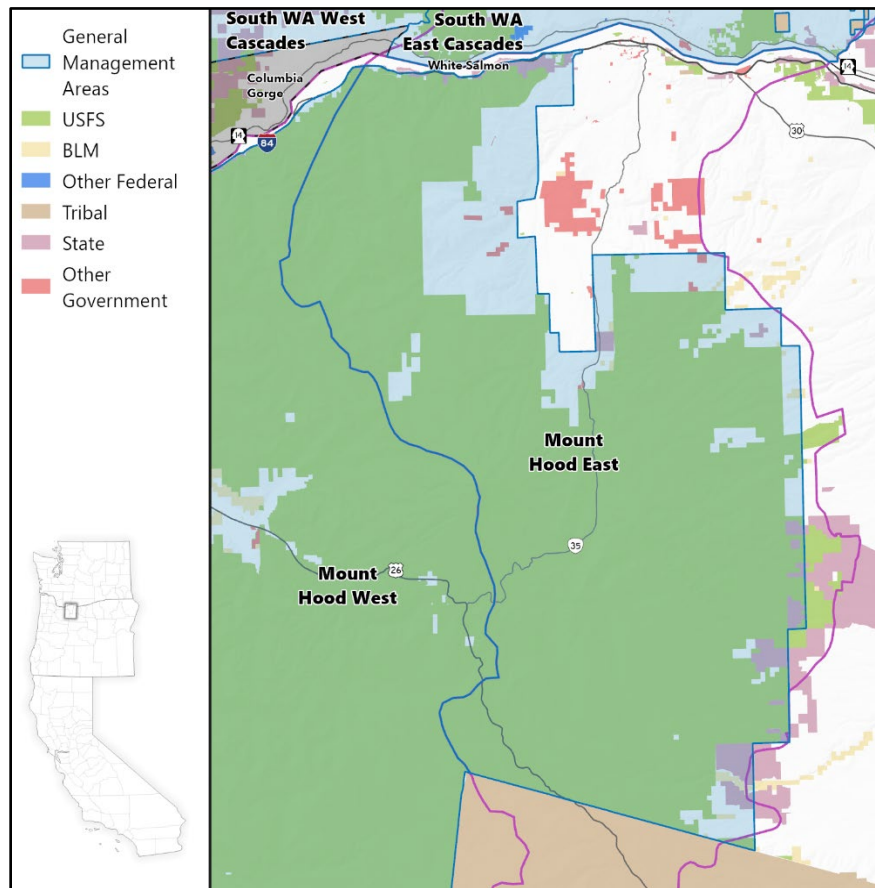 General
Management
Areas
USFS
BLM
Other Federal
Tribal
State
Other
Government
South WA West
Cascades
South WA
East Cascades
White-Salmon
Columbia
Gorge
14
84
14
30
Mount
Hood East
35
26
Mount
Hood West